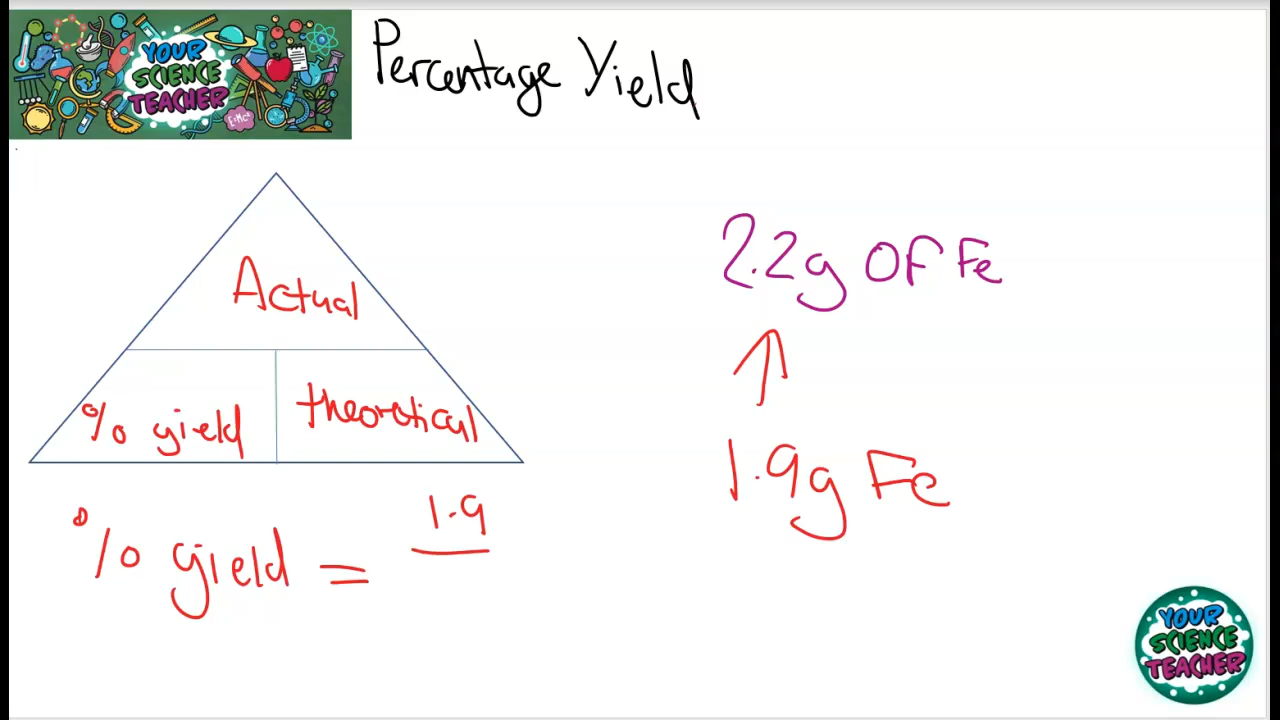 YOUR
SCIENCE
TEACHER
E=MC²
Percentage Yield
Actual
% yield
theoretical
% yield = 1.9
2.2g OF Fe
1.9g Fe
YOUR
SCIENCE
TEACHER